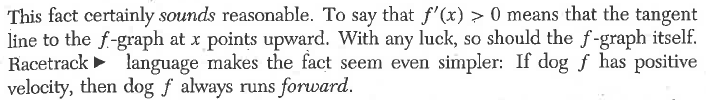 This fact certainly sounds reasonable. To say that f′(x) > 0 means that the tangent
line to the f-graph at x points upward. With any luck, so should the f-graph itself.
Racetrack ▶ language makes the fact seem even simpler: If dog f has positive
velocity, then dog f always runs forward.